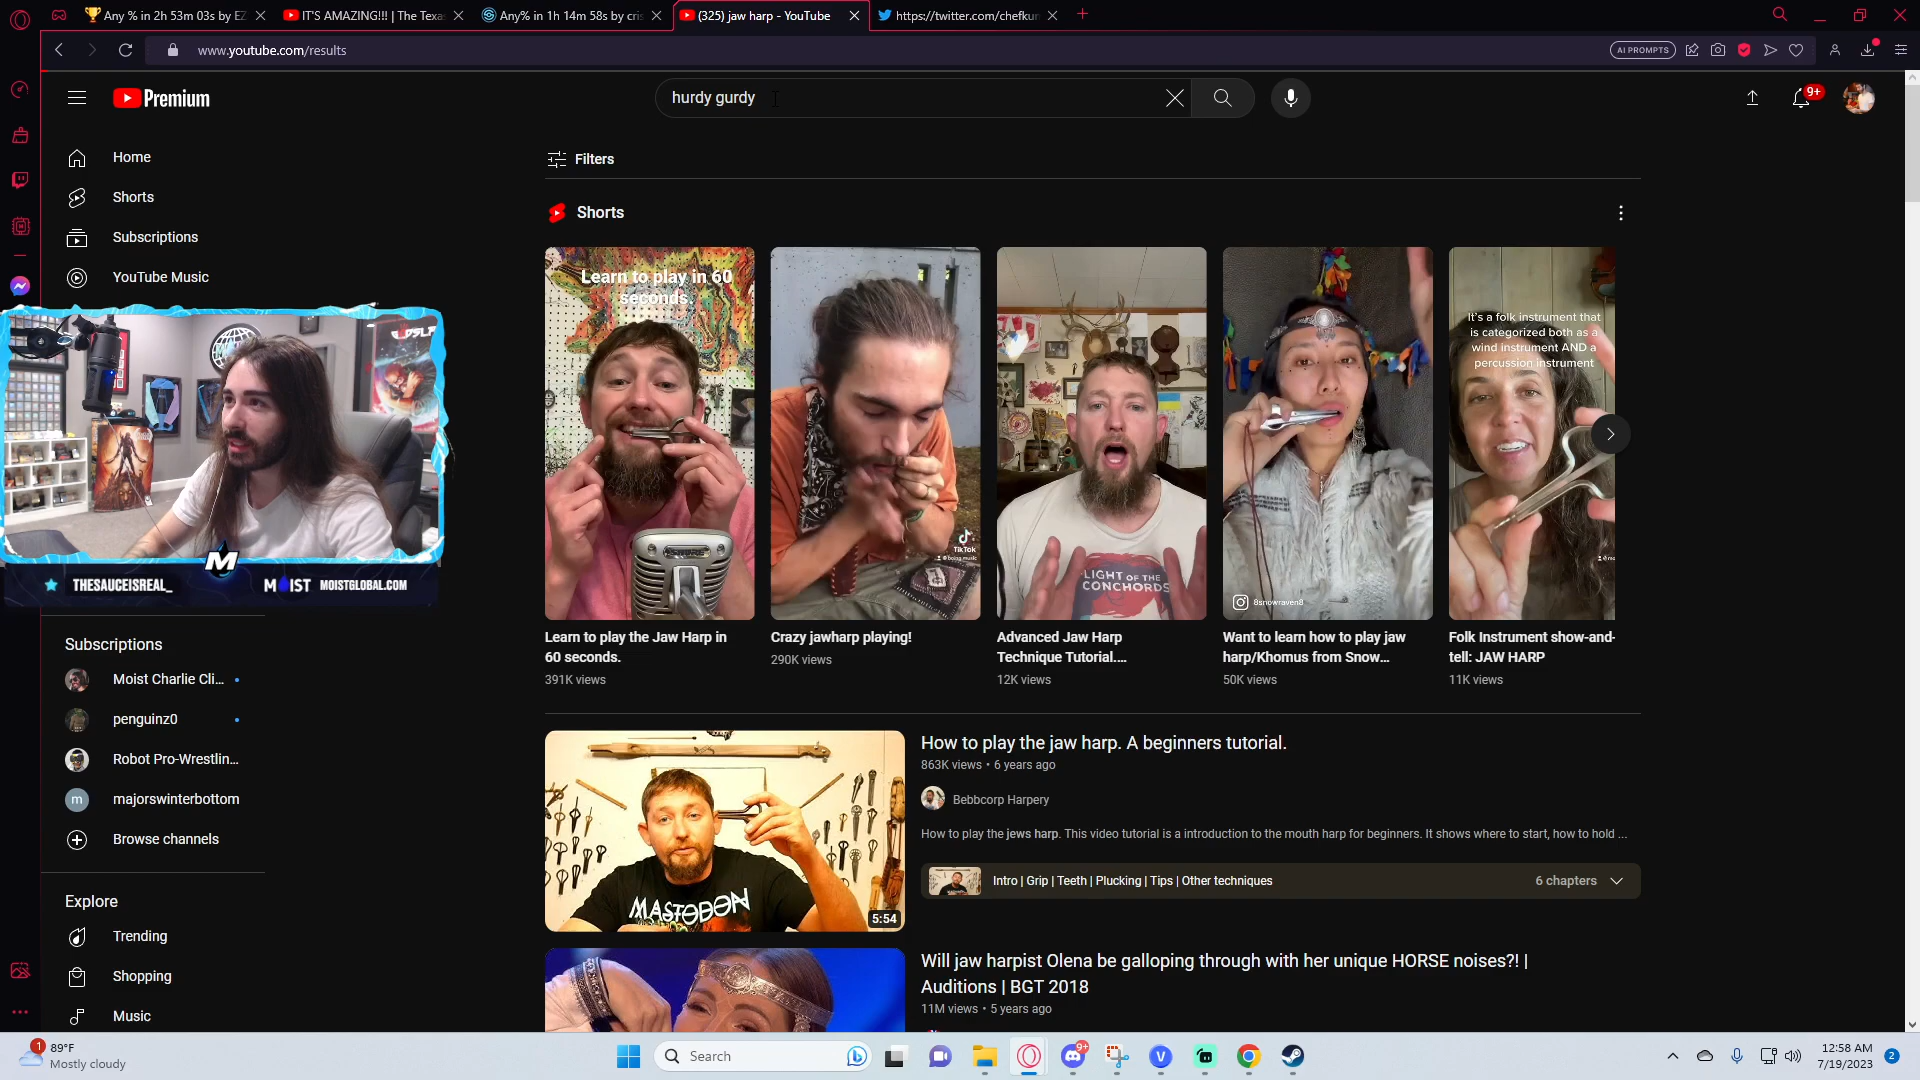 Any % in 2h 53m 03s by EZ
IT'S AMAZING!!! | The Texa
Any% in 1h 14m 58s by cris
(325) jaw harp - YouTube
https://twitter.com/chefkun
www.youtube.com/results
AI PROMPTS
Premium
hurdy gurdy
9+
Home
Shorts
Subscriptions
YouTube Music
Filters
Shorts
Learn to play in 60
seconds.
It's a folk instrument that
is categorized both as a
wind instrument AND a
percussion instrument
TikTok
LIGHT OF THE
CONCHORDS
8snowraven8
M
THESAUCEISREAL_
MOIST
MOISTGLOBAL.COM
Learn to play the Jaw Harp in
60 seconds.
391K views
Crazy jawharp playing!
290K views
Advanced Jaw Harp
Technique Tutorial....
12K views
Want to learn how to play jaw
harp/Khomus from Snow...
50K views
Folk Instrument show-and-
tell: JAW HARP
11K views
Subscriptions
Moist Charlie Cli...
penguinz0
Robot Pro-Wrestlin...
m
majorswinterbottom
Browse channels
Explore
Trending
Shopping
Music
MASTODON
5:54
How to play the jaw harp. A beginners tutorial.
863K views • 6 years ago
Bebbcorp Harpery
How to play the jews harp. This video tutorial is a introduction to the mouth harp for beginners. It shows where to start, how to hold ...
Intro | Grip | Teeth | Plucking | Tips | Other techniques
6 chapters
Will jaw harpist Olena be galloping through with her unique HORSE noises?! |
Auditions | BGT 2018
11M views • 5 years ago
1
89°F
Mostly cloudy
Search
9+
V
12:58 AM
7/19/2023
2